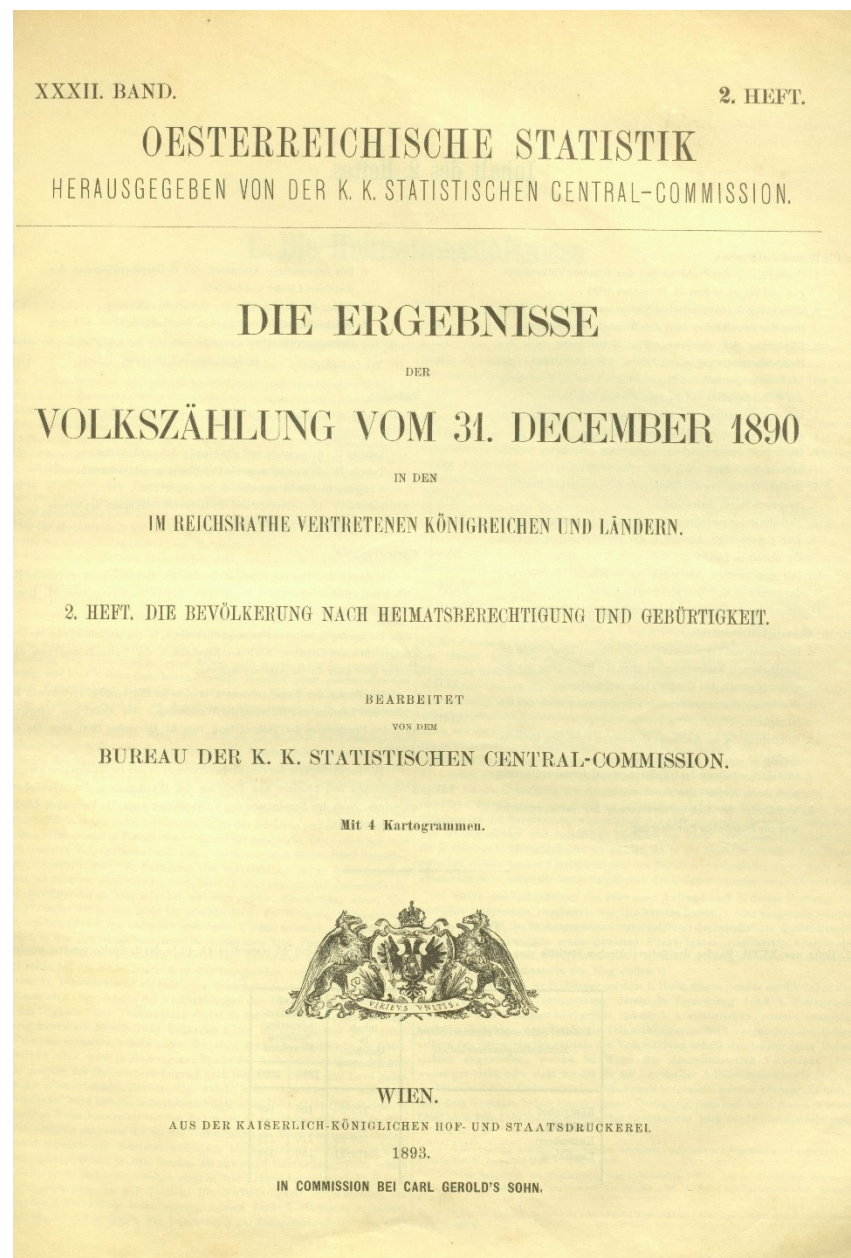 XXXII. BAND.
2. HEFT.
OESTERREICHISCHE STATISTIK
HERAUSGEGEBEN VON DER K. K. STATISTISCHEN CENTRAL-COMMISSION.
DIE ERGEBNISSE
DER
VOLKSZÄHLUNG VOM 31. DECEMBER 1890
IN DEN
IM REICHSRATHE VERTRETENEN KÖNIGREICHEN UND LÄNDERN.
2. HEFT. DIE BEVÖLKERUNG NACH HEIMATSBERECHTIGUNG UND GEBÜRTIGKEIT.
BEARBEITET
VON DEM
BUREAU DER K. K. STATISTISCHEN CENTRAL-COMMISSION.
Mit 4 Kartogrammen.
VIRIBVS VNITIS.
WIEN.
AUS DER KAISERLICH-KÖNIGLICHEN HOF- UND STAATSDRUCKEREI.
1893.
IN COMMISSION BEI CARL GEROLD'S SOHN.